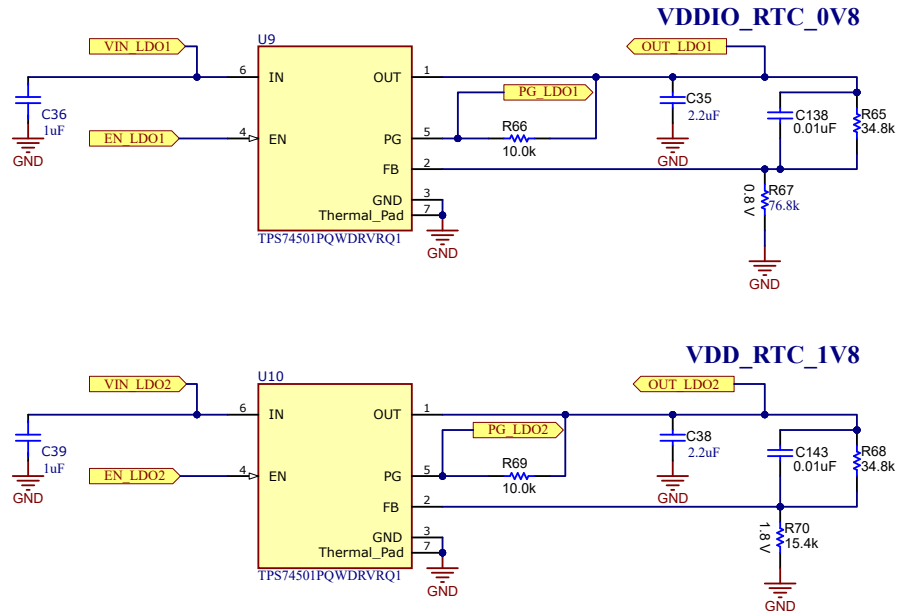 VDDIO_RTC_0V8
U9
VIN_LDO1
OUT_LDO1
6 IN OUT 1
C36
1uF
GND
PG_LDO1
C35
2.2uF
GND
C138
0.01uF
R65
34.8k
EN_LDO1
4 EN PG 5
R66
10.0k
FB 2
GND 3
Thermal_Pad 7
GND
0.8 V
R67
76.8k
GND
TPS74501PQWDRVRQ1
VDD_RTC_1V8
U10
VIN_LDO2
OUT_LDO2
6 IN OUT 1
C39
1uF
GND
PG_LDO2
C38
2.2uF
GND
C143
0.01uF
R68
34.8k
EN_LDO2
4 EN PG 5
R69
10.0k
FB 2
GND 3
Thermal_Pad 7
GND
1.8 V
R70
15.4k
GND
TPS74501PQWDRVRQ1